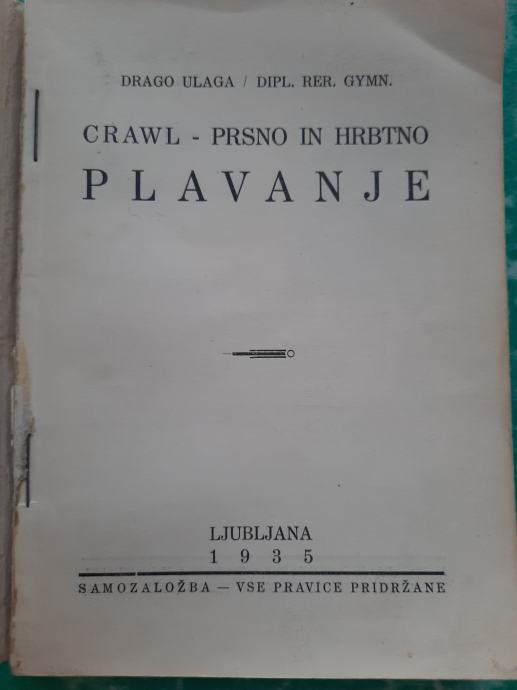 DRAGO ULAGA / DIPL. RER. GYMN.
CRAWL - PRSNO IN HRBTNO
PLAVANJE
LJUBLJANA
1935
SAMOZALOŽBA — VSE PRAVICE PRIDRŽANE